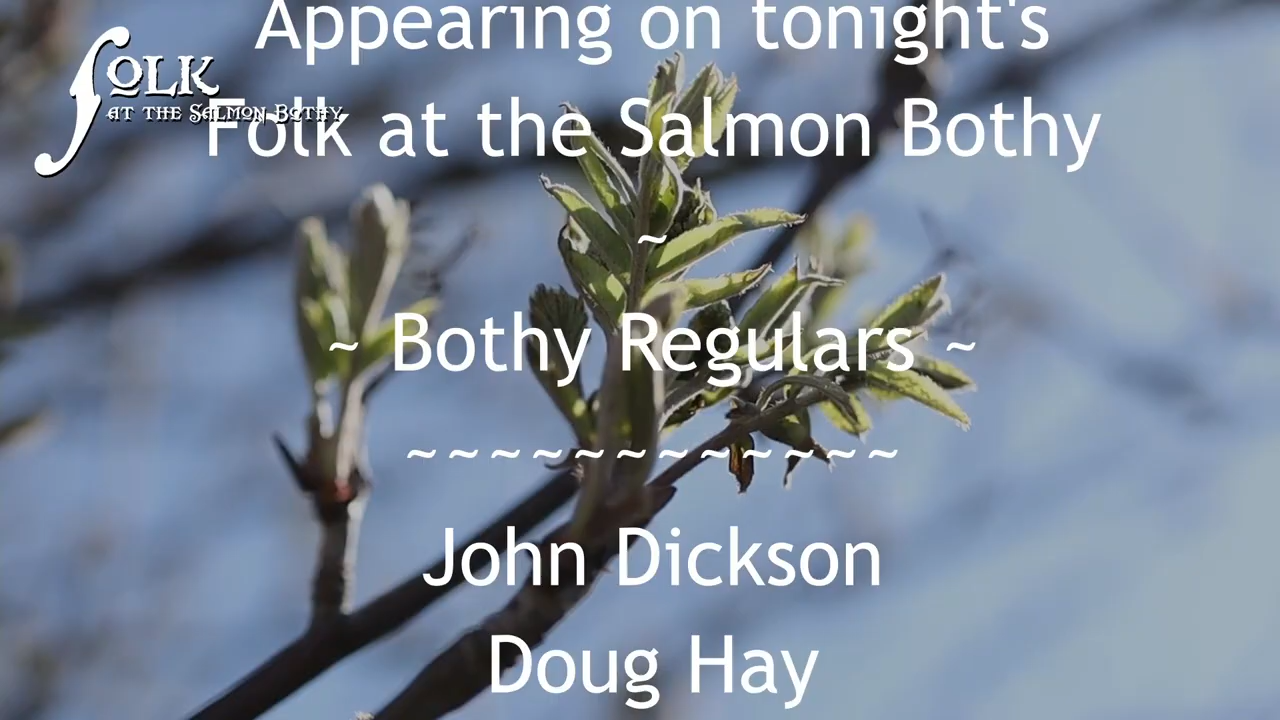 Appearing on tonight's
FOLK
AT THE SALMON BOTHY
Folk at the Salmon Bothy
~
~ Bothy Regulars ~
~~~~~~~~~~~~
John Dickson
Doug Hay